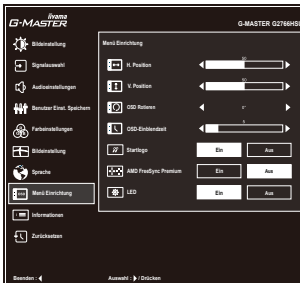 iiyama
G-MASTER
G-MASTER G2766HSU
Bildeinstellung
Signalauswahl
Audioeinstellungen
Benutzer Einst. Speichern
Farbeinstellungen
Bildeinstellung
Sprache
Menü Einrichtung
Informationen
Zurücksetzen
Menü Einrichtung
H. Position
50
V. Position
50
OSD Rotieren
0°
OSD-Einblendzeit
5
Startlogo
Ein
Aus
AMD FreeSync Premium
Ein
Aus
LED
Ein
Aus
Beenden :
Auswahl : / Drücken